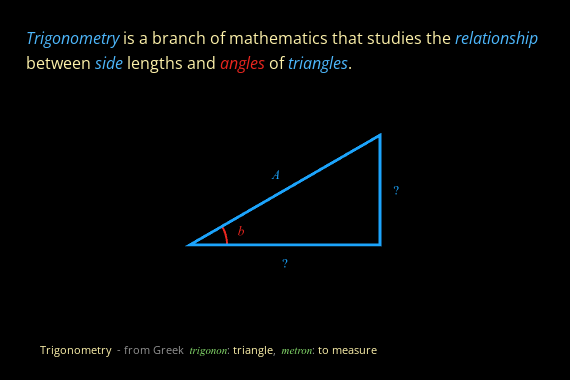 Trigonometry is a branch of mathematics that studies the relationship
between side lengths and angles of triangles.
A
?
b
?
Trigonometry - from Greek trigonon: triangle, metron: to measure